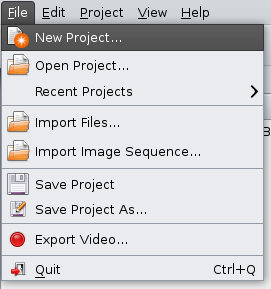 File Edit Project View Help
New Project...
Open Project...
Recent Projects
Import Files...
Import Image Sequence...
Save Project
Save Project As...
Export Video...
Quit Ctrl+Q